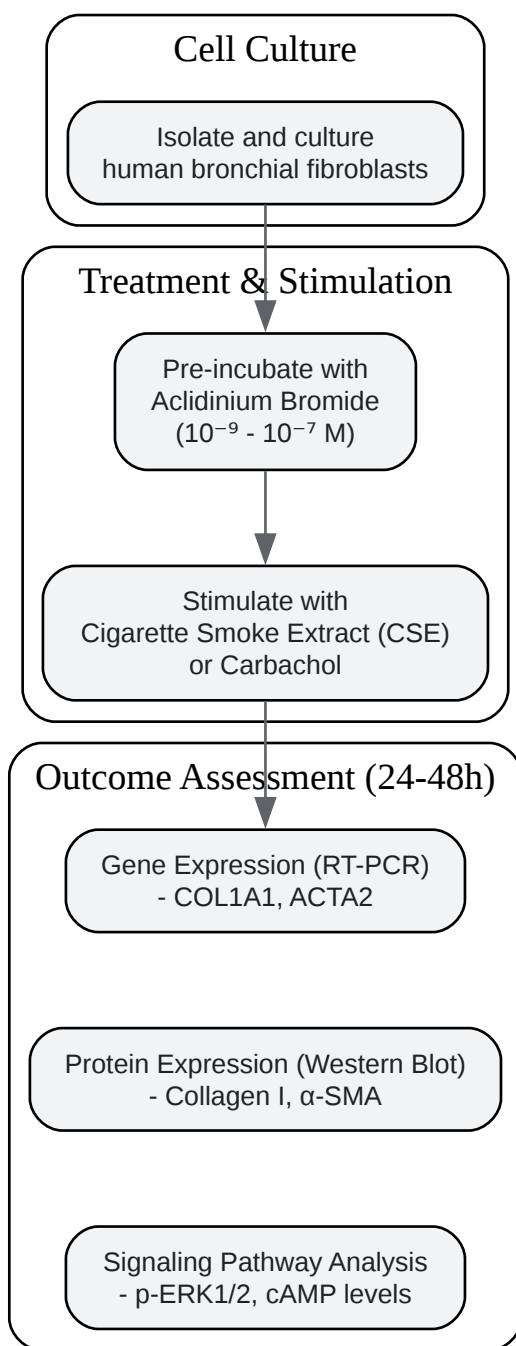 Cell Culture
Isolate and culture
human bronchial fibroblasts
Treatment & Stimulation
Pre-incubate with
Aclidinium Bromide
(10⁻⁹ - 10⁻⁷ M)
Stimulate with
Cigarette Smoke Extract (CSE)
or Carbachol
Outcome Assessment (24-48h)
Gene Expression (RT-PCR)
- COL1A1, ACTA2
Protein Expression (Western Blot)
- Collagen I, α-SMA
Signaling Pathway Analysis
- p-ERK1/2, cAMP levels